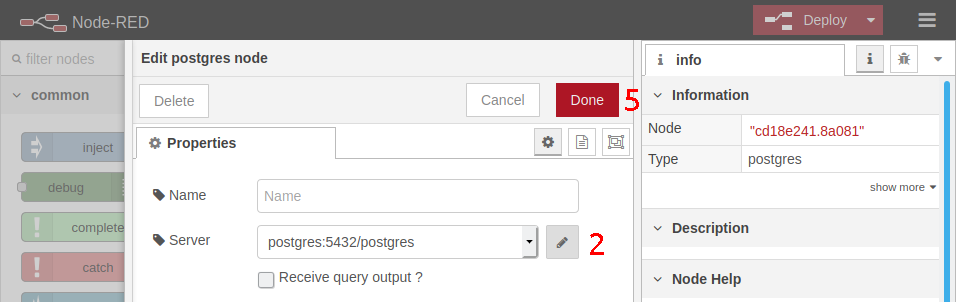 Node-RED
Deploy
filter nodes
common
inject
debug
complete
catch
Edit postgres node
Delete
Cancel
Done
5
Properties
Name
Name
Server
postgres:5432/postgres
2
Receive query output ?
i
info
i
Information
Node
"cd18e241.8a081"
Type
postgres
show more
Description
Node Help